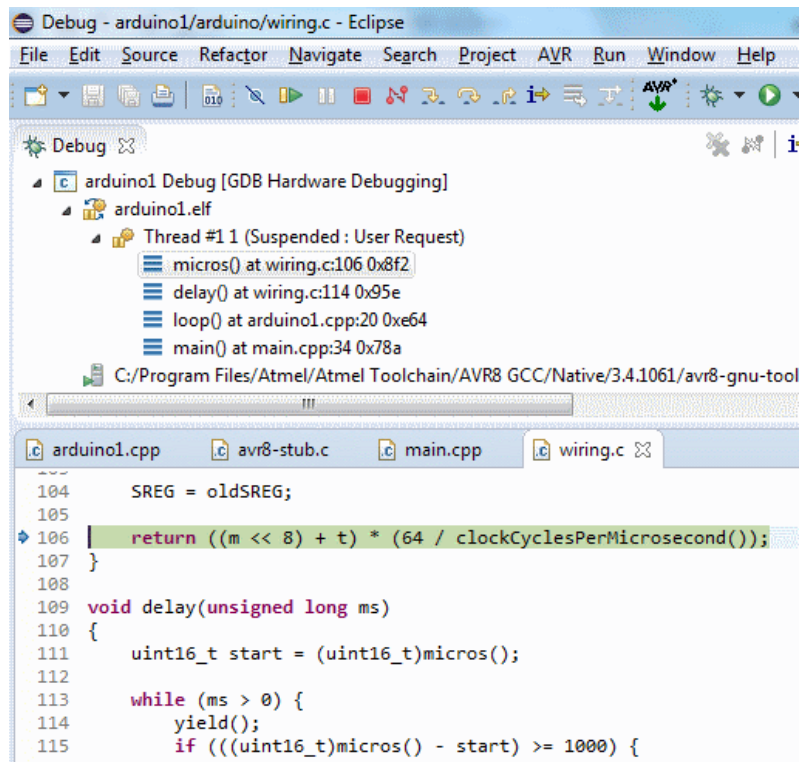 Debug - arduino1/arduino/wiring.c - Eclipse
File Edit Source Refactor Navigate Search Project AVR Run Window Help
010 i AVR*
Debug
arduino1 Debug [GDB Hardware Debugging]
arduino1.elf
Thread #1 1 (Suspended : User Request)
micros() at wiring.c:106 0x8f2
delay() at wiring.c:114 0x95e
loop() at arduino1.cpp:20 0xe64
main() at main.cpp:34 0x78a
C:/Program Files/Atmel/Atmel Toolchain/AVR8 GCC/Native/3.4.1061/avr8-gnu-tool
arduino1.cpp avr8-stub.c main.cpp wiring.c
104 SREG = oldSREG;
105
106 return ((m << 8) + t) * (64 / clockCyclesPerMicrosecond());
107 }
108
109 void delay(unsigned long ms)
110 {
111 uint16_t start = (uint16_t)micros();
112
113 while (ms > 0) {
114 yield();
115 if (((uint16_t)micros() - start) >= 1000) {